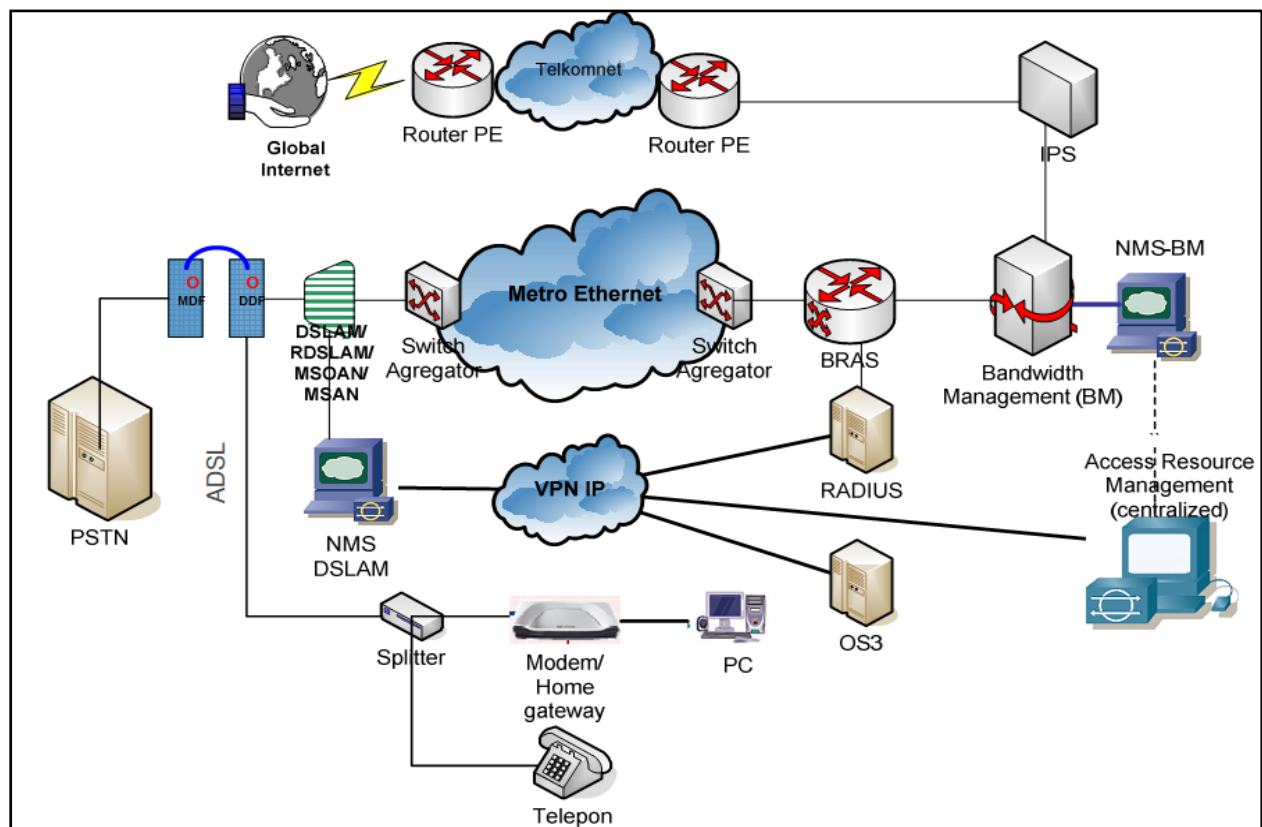 Telkomnet
Router PE
Router PE
Global
Internet
IPS
NMS-BM
MDF
DDF
Metro Ethernet
DSLAM/
RDSLAM/
MSOAN/
MSAN
Switch
Agregator
Switch
Agregator
BRAS
Bandwidth
Management (BM)
ADSL
PSTN
NMS
DSLAM
VPN IP
RADIUS
Access Resource
Management
(centralized)
OS3
Splitter
Modem/
Home
gateway
PC
Telepon